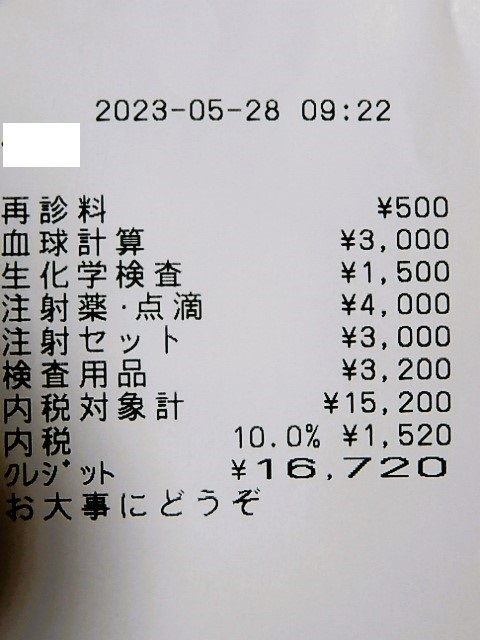 2023-05-28 09:22
再診料 ¥500
血球計算 ¥3,000
生化学検査 ¥1,500
注射薬・点滴 ¥4,000
注射セット ¥3,000
検査用品 ¥3,200
内税対象計 ¥15,200
内税 10.0% ¥1,520
ｸﾚｼﾞｯﾄ ¥16,720
お大事にどうぞ